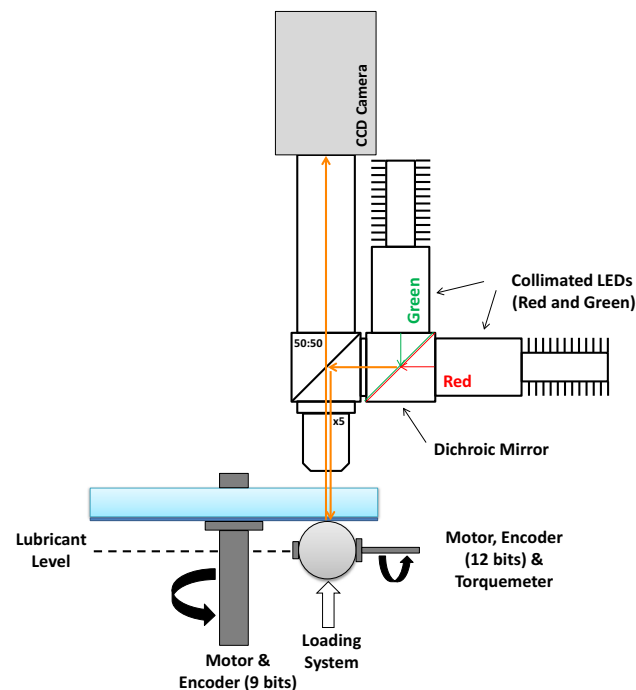 CCD Camera
Green
Collimated LEDs
(Red and Green)
50:50
Red
x5
Dichroic Mirror
Lubricant
Level
Motor, Encoder
(12 bits) &
Torquemeter
Loading
System
Motor &
Encoder (9 bits)